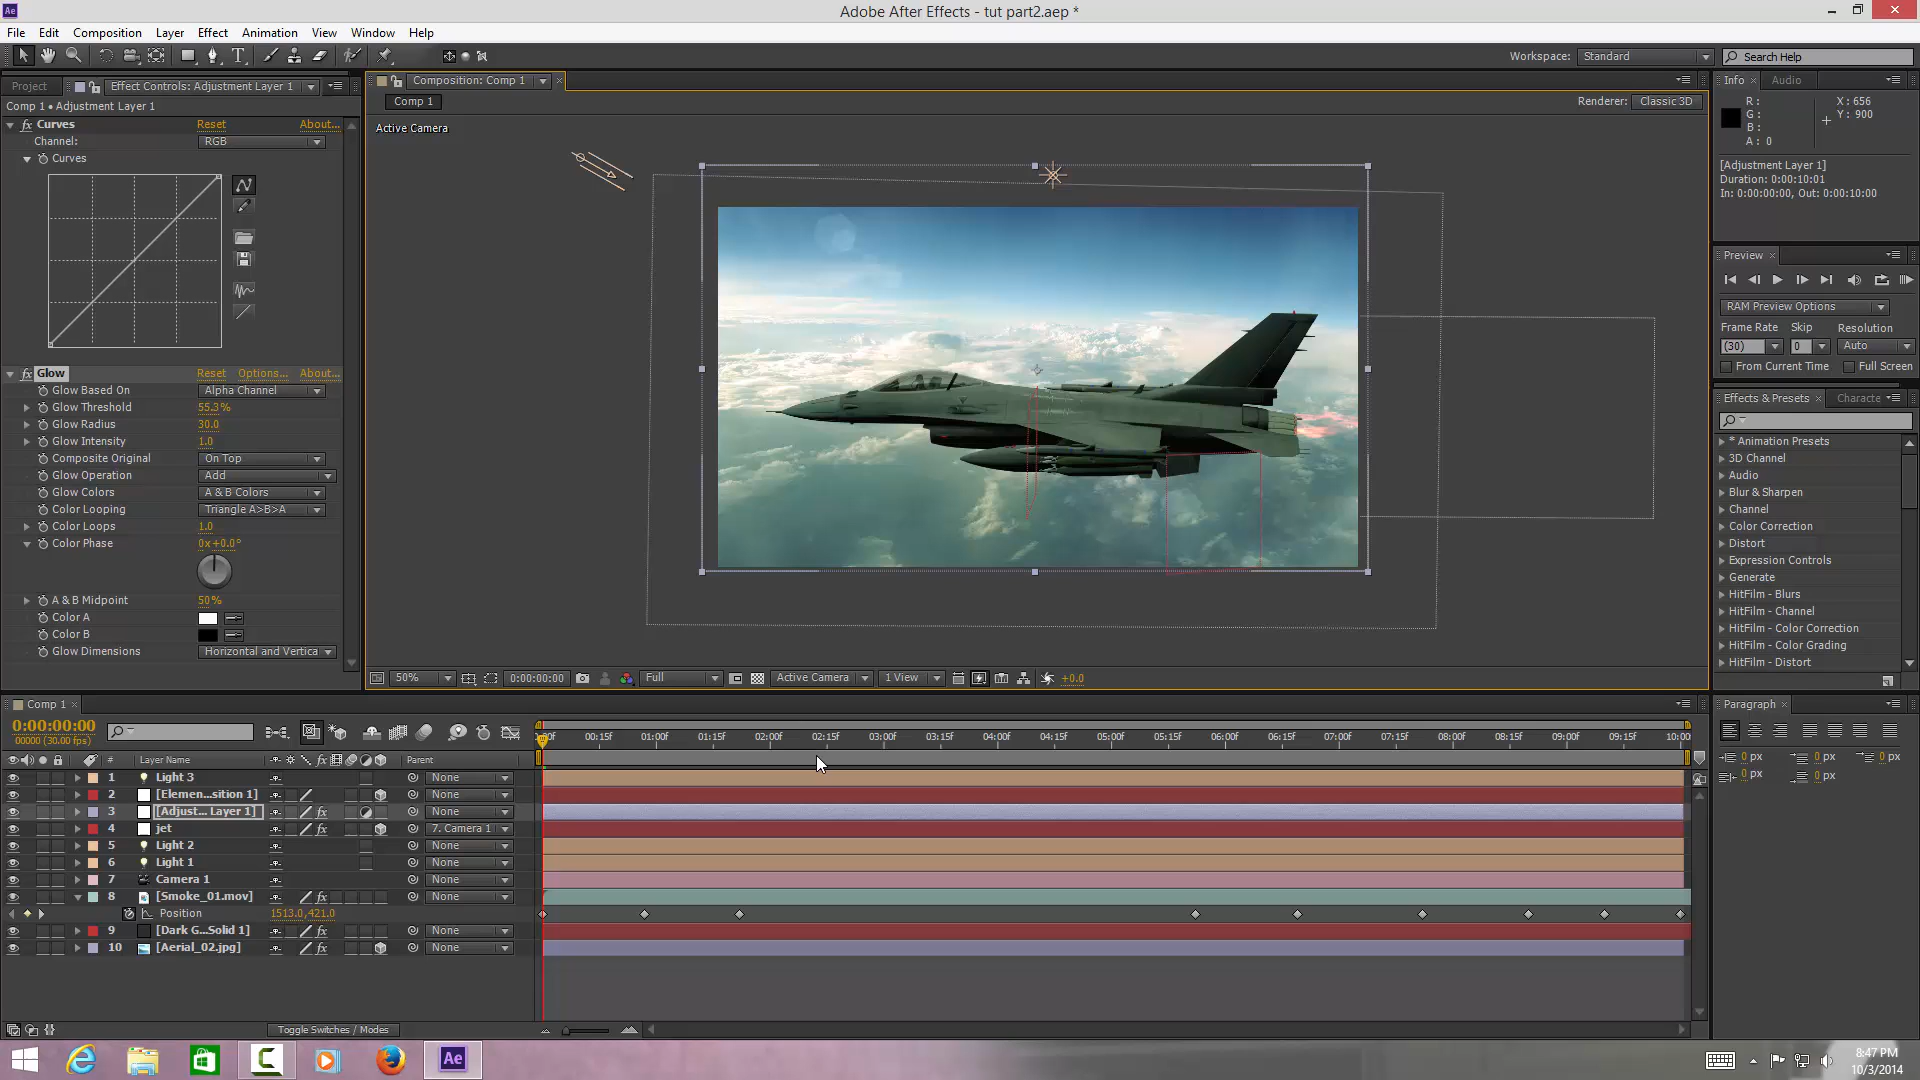 Adobe After Effects - tut part2.aep *
File Edit Composition Layer Effect Animation View Window Help
Workspace: Standard Search Help
Project Effect Controls: Adjustment Layer 1
Comp 1 • Adjustment Layer 1
fx Curves Reset About...
Channel: RGB
Curves
fx Glow Reset Options... About...
Glow Based On Alpha Channel
Glow Threshold 55.3%
Glow Radius 30.0
Glow Intensity 1.0
Composite Original On Top
Glow Operation Add
Glow Colors A & B Colors
Color Looping Triangle A>B>A
Color Loops 1.0
Color Phase 0x+0.0°
A & B Midpoint 50%
Color A
Color B
Glow Dimensions Horizontal and Vertica
Composition: Comp 1
Comp 1
Renderer: Classic 3D
Active Camera
50% 0:00:00:00 Full Active Camera 1 View +0.0
Info Audio
R: X: 656
G: Y: 900
B:
A: 0
[Adjustment Layer 1]
Duration: 0:00:10:01
In: 0:00:00:00, Out: 0:00:10:00
Preview
RAM Preview Options
Frame Rate Skip Resolution
(30) 0 Auto
From Current Time Full Screen
Effects & Presets Characte
* Animation Presets
3D Channel
Audio
Blur & Sharpen
Channel
Color Correction
Distort
Expression Controls
Generate
HitFilm - Blurs
HitFilm - Channel
HitFilm - Color Correction
HitFilm - Color Grading
HitFilm - Distort
Comp 1
0:00:00:00
00000 (30.00 fps)
00:15f 01:00f 01:15f 02:00f 02:15f 03:00f 03:15f 04:00f 04:15f 05:00f 05:15f 06:00f 06:15f 07:00f 07:15f 08:00f 08:15f 09:00f 09:15f 10:00
# Layer Name fx Parent
1 Light 3 None
2 [Elemen...sition 1] None
3 [Adjust... Layer 1] fx None
4 jet fx 7. Camera 1
5 Light 2 None
6 Light 1 None
7 Camera 1 None
8 [Smoke_01.mov] fx None
Position 1513.0,421.0
9 [Dark G...Solid 1] fx None
10 [Aerial_02.jpg] fx None
Toggle Switches / Modes
Paragraph
0 px 0 px 0 px
0 px 0 px
Ae
8:47 PM
10/3/2014